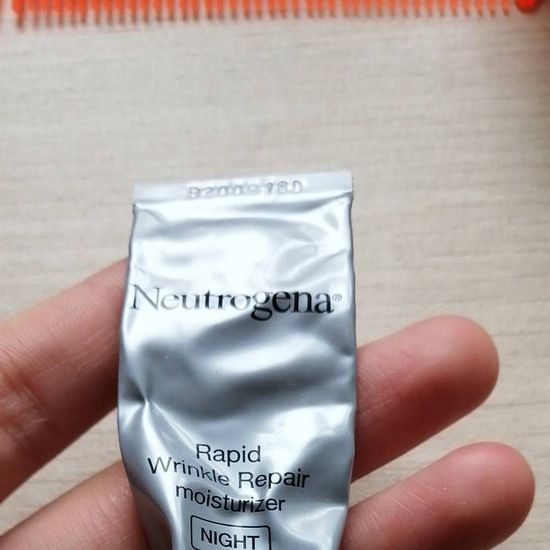 Neutrogena®
Rapid
Wrinkle Repair
moisturizer
NIGHT